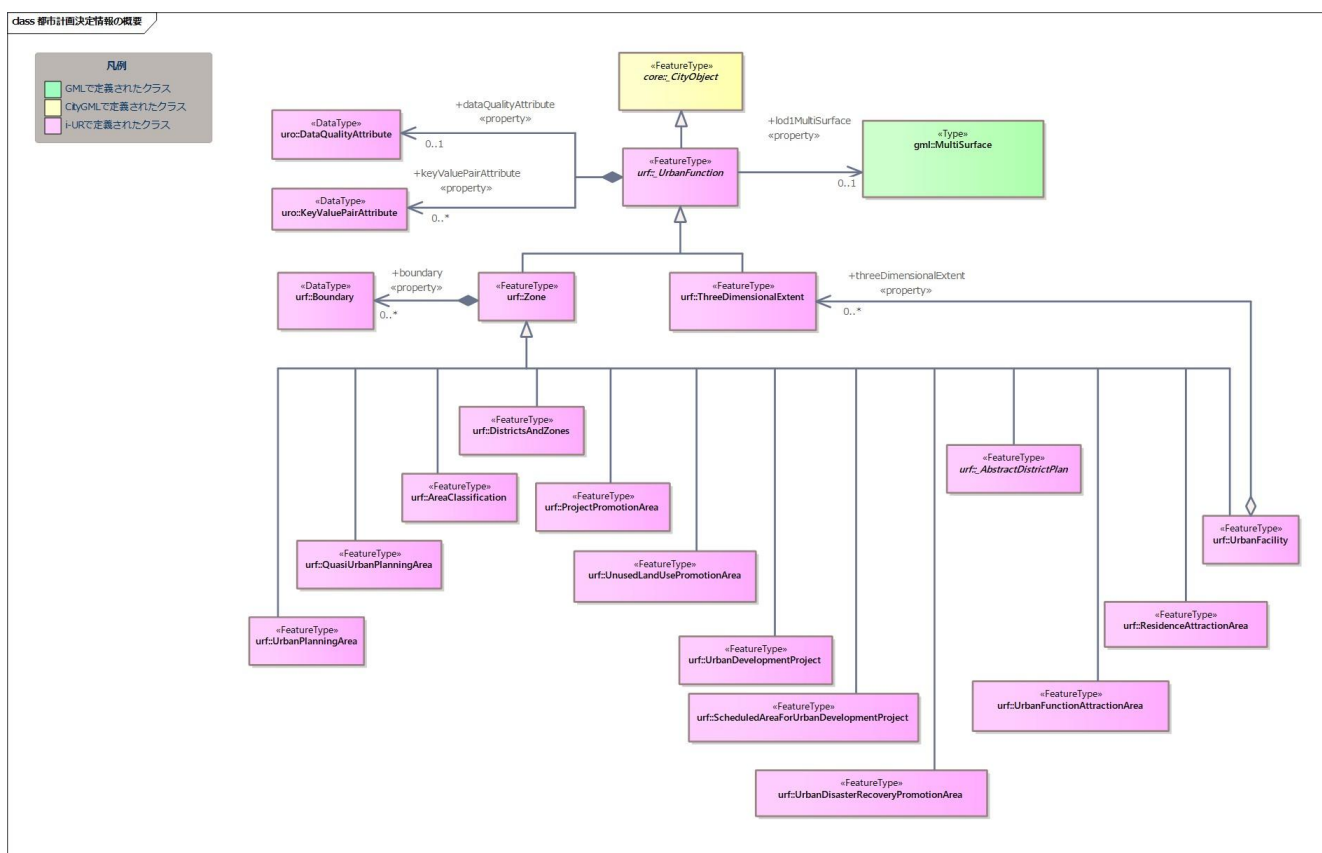 class 都市計画決定情報の概要
凡例
GMLで定義されたクラス
CityGMLで定義されたクラス
i-URで定義されたクラス
«FeatureType»
core::_CityObject
«DataType»
uro::DataQualityAttribute
+dataQualityAttribute
«property»
0..1
«DataType»
uro::KeyValuePairAttribute
+keyValuePairAttribute
«property»
0..*
«FeatureType»
urf::_UrbanFunction
+lod1MultiSurface
«property»
0..1
«Type»
gml::MultiSurface
«DataType»
urf::Boundary
+boundary
«property»
0..*
«FeatureType»
urf::Zone
«FeatureType»
urf::ThreeDimensionalExtent
+threeDimensionalExtent
«property»
0..*
«FeatureType»
urf::DistrictsAndZones
«FeatureType»
urf::_AbstractDistrictPlan
«FeatureType»
urf::AreaClassification
«FeatureType»
urf::ProjectPromotionArea
«FeatureType»
urf::UrbanFacility
«FeatureType»
urf::QuasiUrbanPlanningArea
«FeatureType»
urf::UnusedLandUsePromotionArea
«FeatureType»
urf::ResidenceAttractionArea
«FeatureType»
urf::UrbanPlanningArea
«FeatureType»
urf::UrbanDevelopmentProject
«FeatureType»
urf::UrbanFunctionAttractionArea
«FeatureType»
urf::ScheduledAreaForUrbanDevelopmentProject
«FeatureType»
urf::UrbanDisasterRecoveryPromotionArea